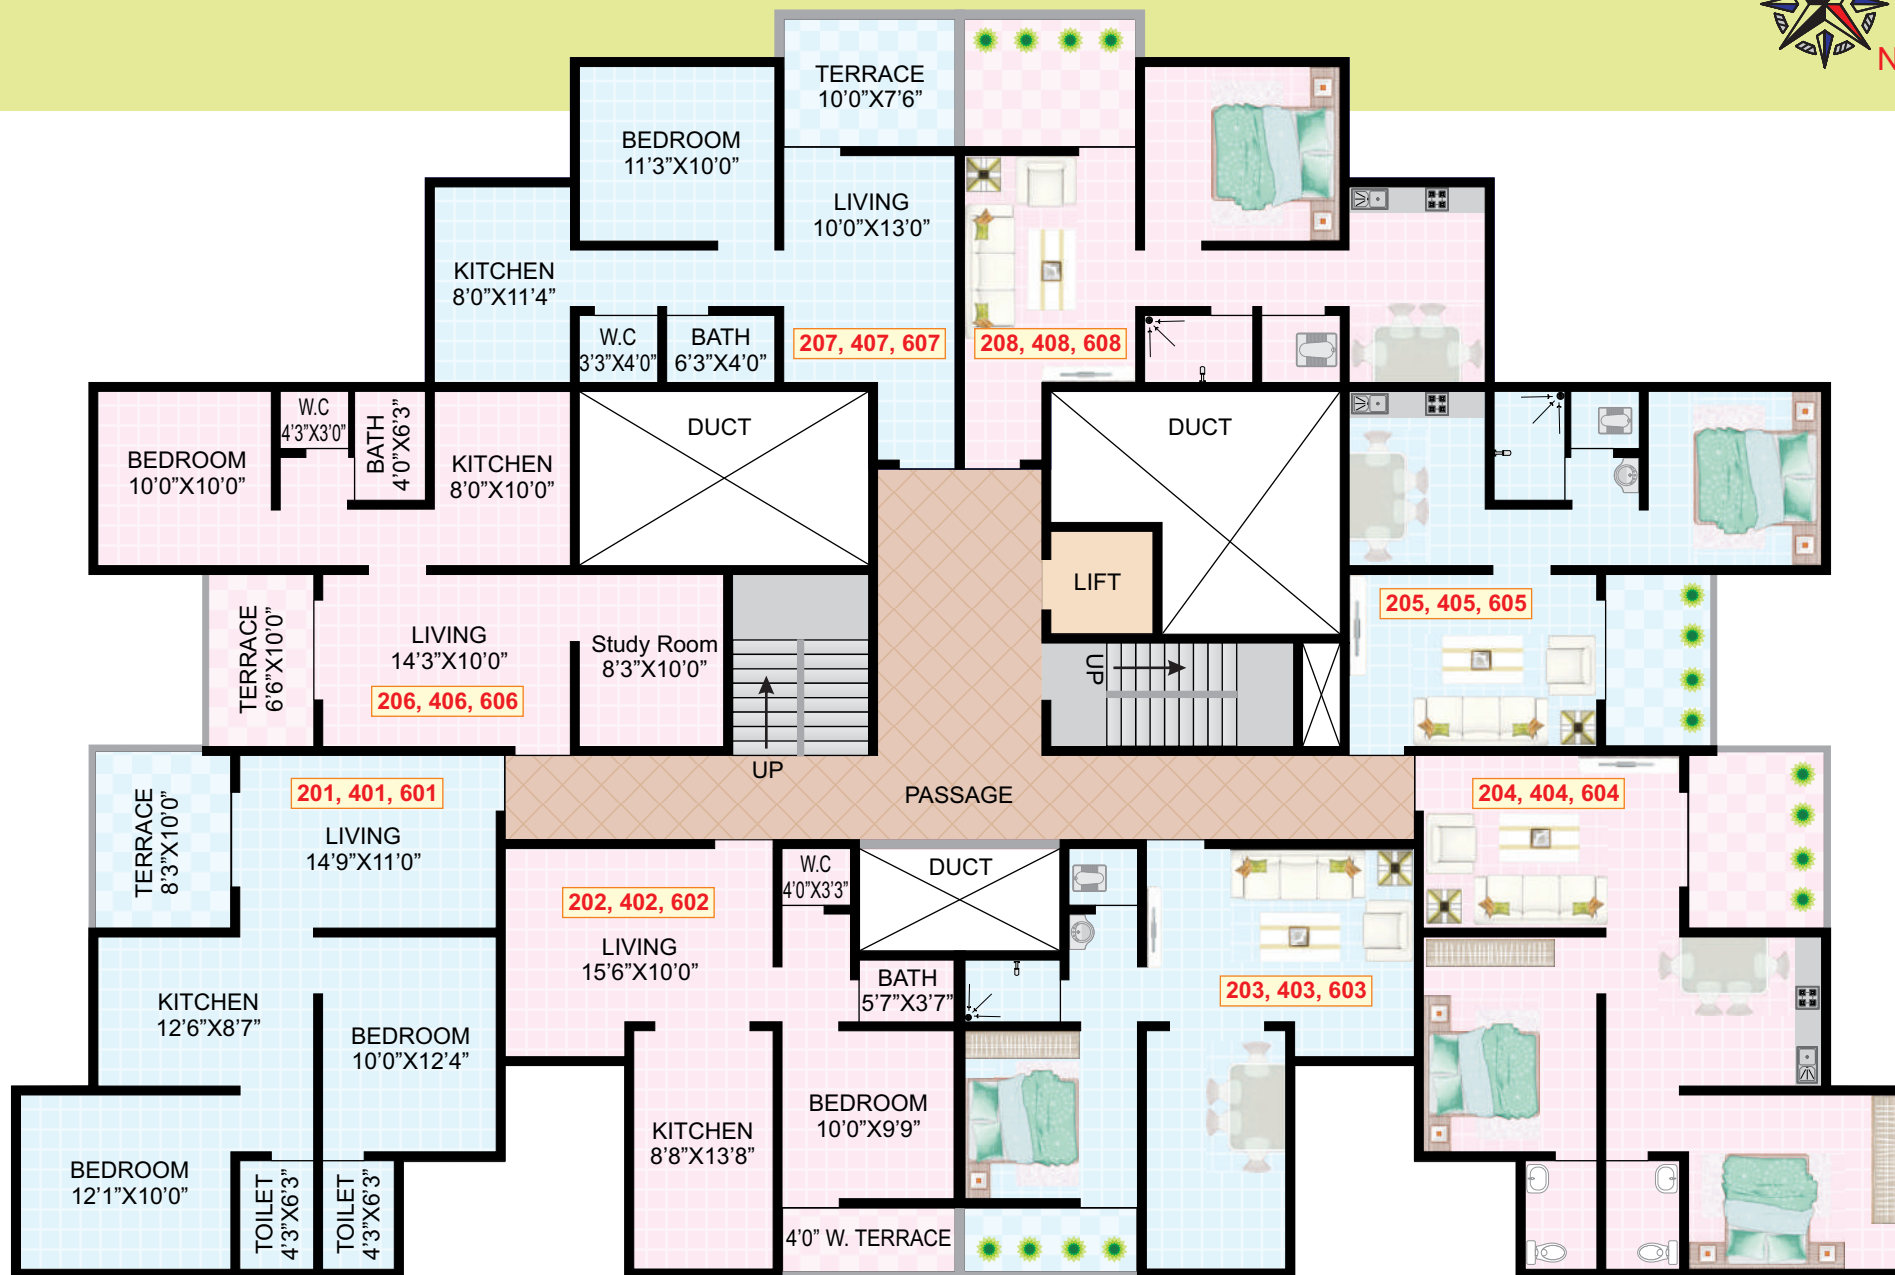 N
TERRACE
10'0"X7'6"
BEDROOM
11'3"X10'0"
LIVING
10'0"X13'0"
KITCHEN
8'0"X11'4"
W.C
3'3"X4'0"
BATH
6'3"X4'0"
207, 407, 607
208, 408, 608
BEDROOM
10'0"X10'0"
W.C
4'3"X3'0"
BATH
4'0"X6'3"
KITCHEN
8'0"X10'0"
DUCT
DUCT
LIFT
TERRACE
6'6"X10'0"
LIVING
14'3"X10'0"
206, 406, 606
Study Room
8'3"X10'0"
UP
UP
205, 405, 605
TERRACE
8'3"X10'0"
201, 401, 601
LIVING
14'9"X11'0"
PASSAGE
204, 404, 604
202, 402, 602
LIVING
15'6"X10'0"
W.C
4'0"X3'3"
DUCT
BATH
5'7"X3'7"
203, 403, 603
KITCHEN
12'6"X8'7"
BEDROOM
10'0"X12'4"
BEDROOM
12'1"X10'0"
TOILET
4'3"X6'3"
TOILET
4'3"X6'3"
KITCHEN
8'8"X13'8"
BEDROOM
10'0"X9'9"
4'0" W. TERRACE